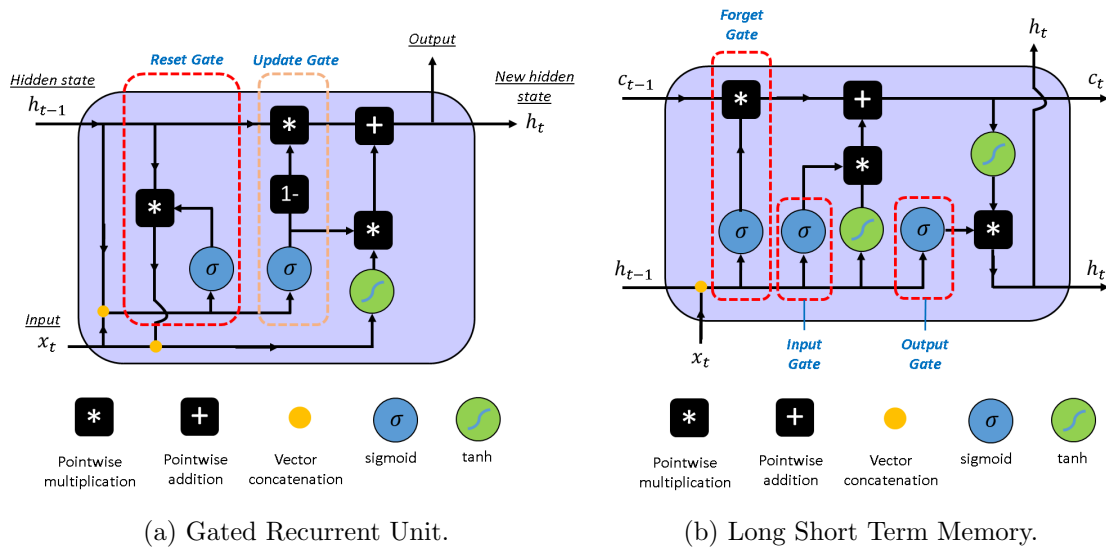 Output
Reset Gate
Update Gate
Hidden state
h_{t-1}
New hidden
state
h_t
*
*
+
1-
*
σ
σ
*
Input
x_t
*
+
σ
Pointwise
multiplication
Pointwise
addition
Vector
concatenation
sigmoid
tanh
(a) Gated Recurrent Unit.
Forget
Gate
h_t
c_{t-1}
*
+
c_t
*
σ
σ
σ
*
h_{t-1}
h_t
x_t
Input
Gate
Output
Gate
*
+
σ
Pointwise
multiplication
Pointwise
addition
Vector
concatenation
sigmoid
tanh
(b) Long Short Term Memory.